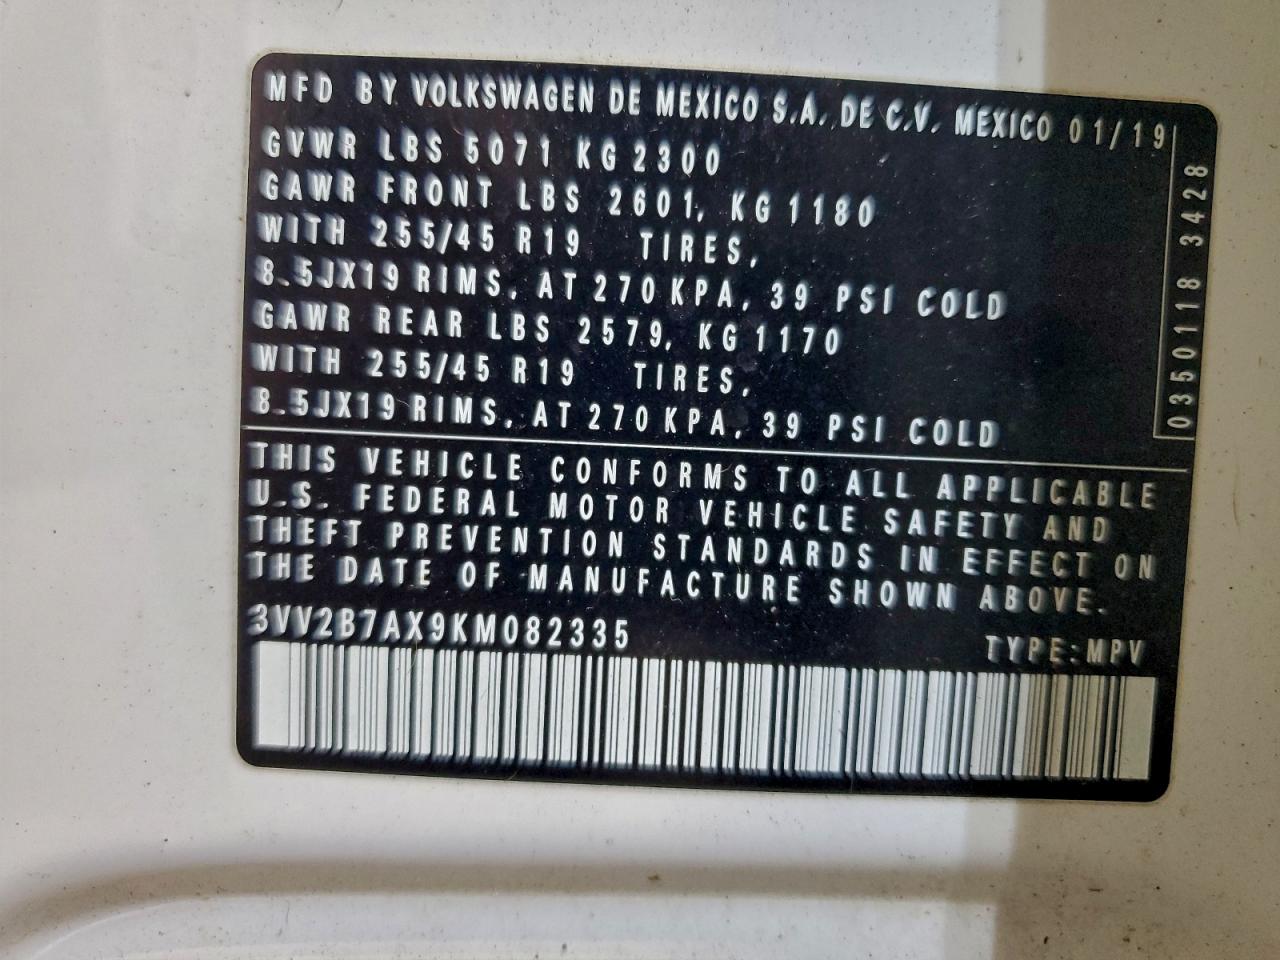 MFD BY VOLKSWAGEN DE MEXICO S.A. DE C.V. MEXICO 01/19
GVWR LBS 5071 KG 2300
GAWR FRONT LBS 2601, KG 1180
WITH 255/45 R19 TIRES,
8.5JX19 RIMS, AT 270 KPA, 39 PSI COLD
GAWR REAR LBS 2579, KG 1170
WITH 255/45 R19 TIRES,
8.5JX19 RIMS, AT 270 KPA, 39 PSI COLD
0350118 3428
THIS VEHICLE CONFORMS TO ALL APPLICABLE
U.S. FEDERAL MOTOR VEHICLE SAFETY AND
THEFT PREVENTION STANDARDS IN EFFECT ON
THE DATE OF MANUFACTURE SHOWN ABOVE.
3VV2B7AX9KM082335 TYPE:MPV